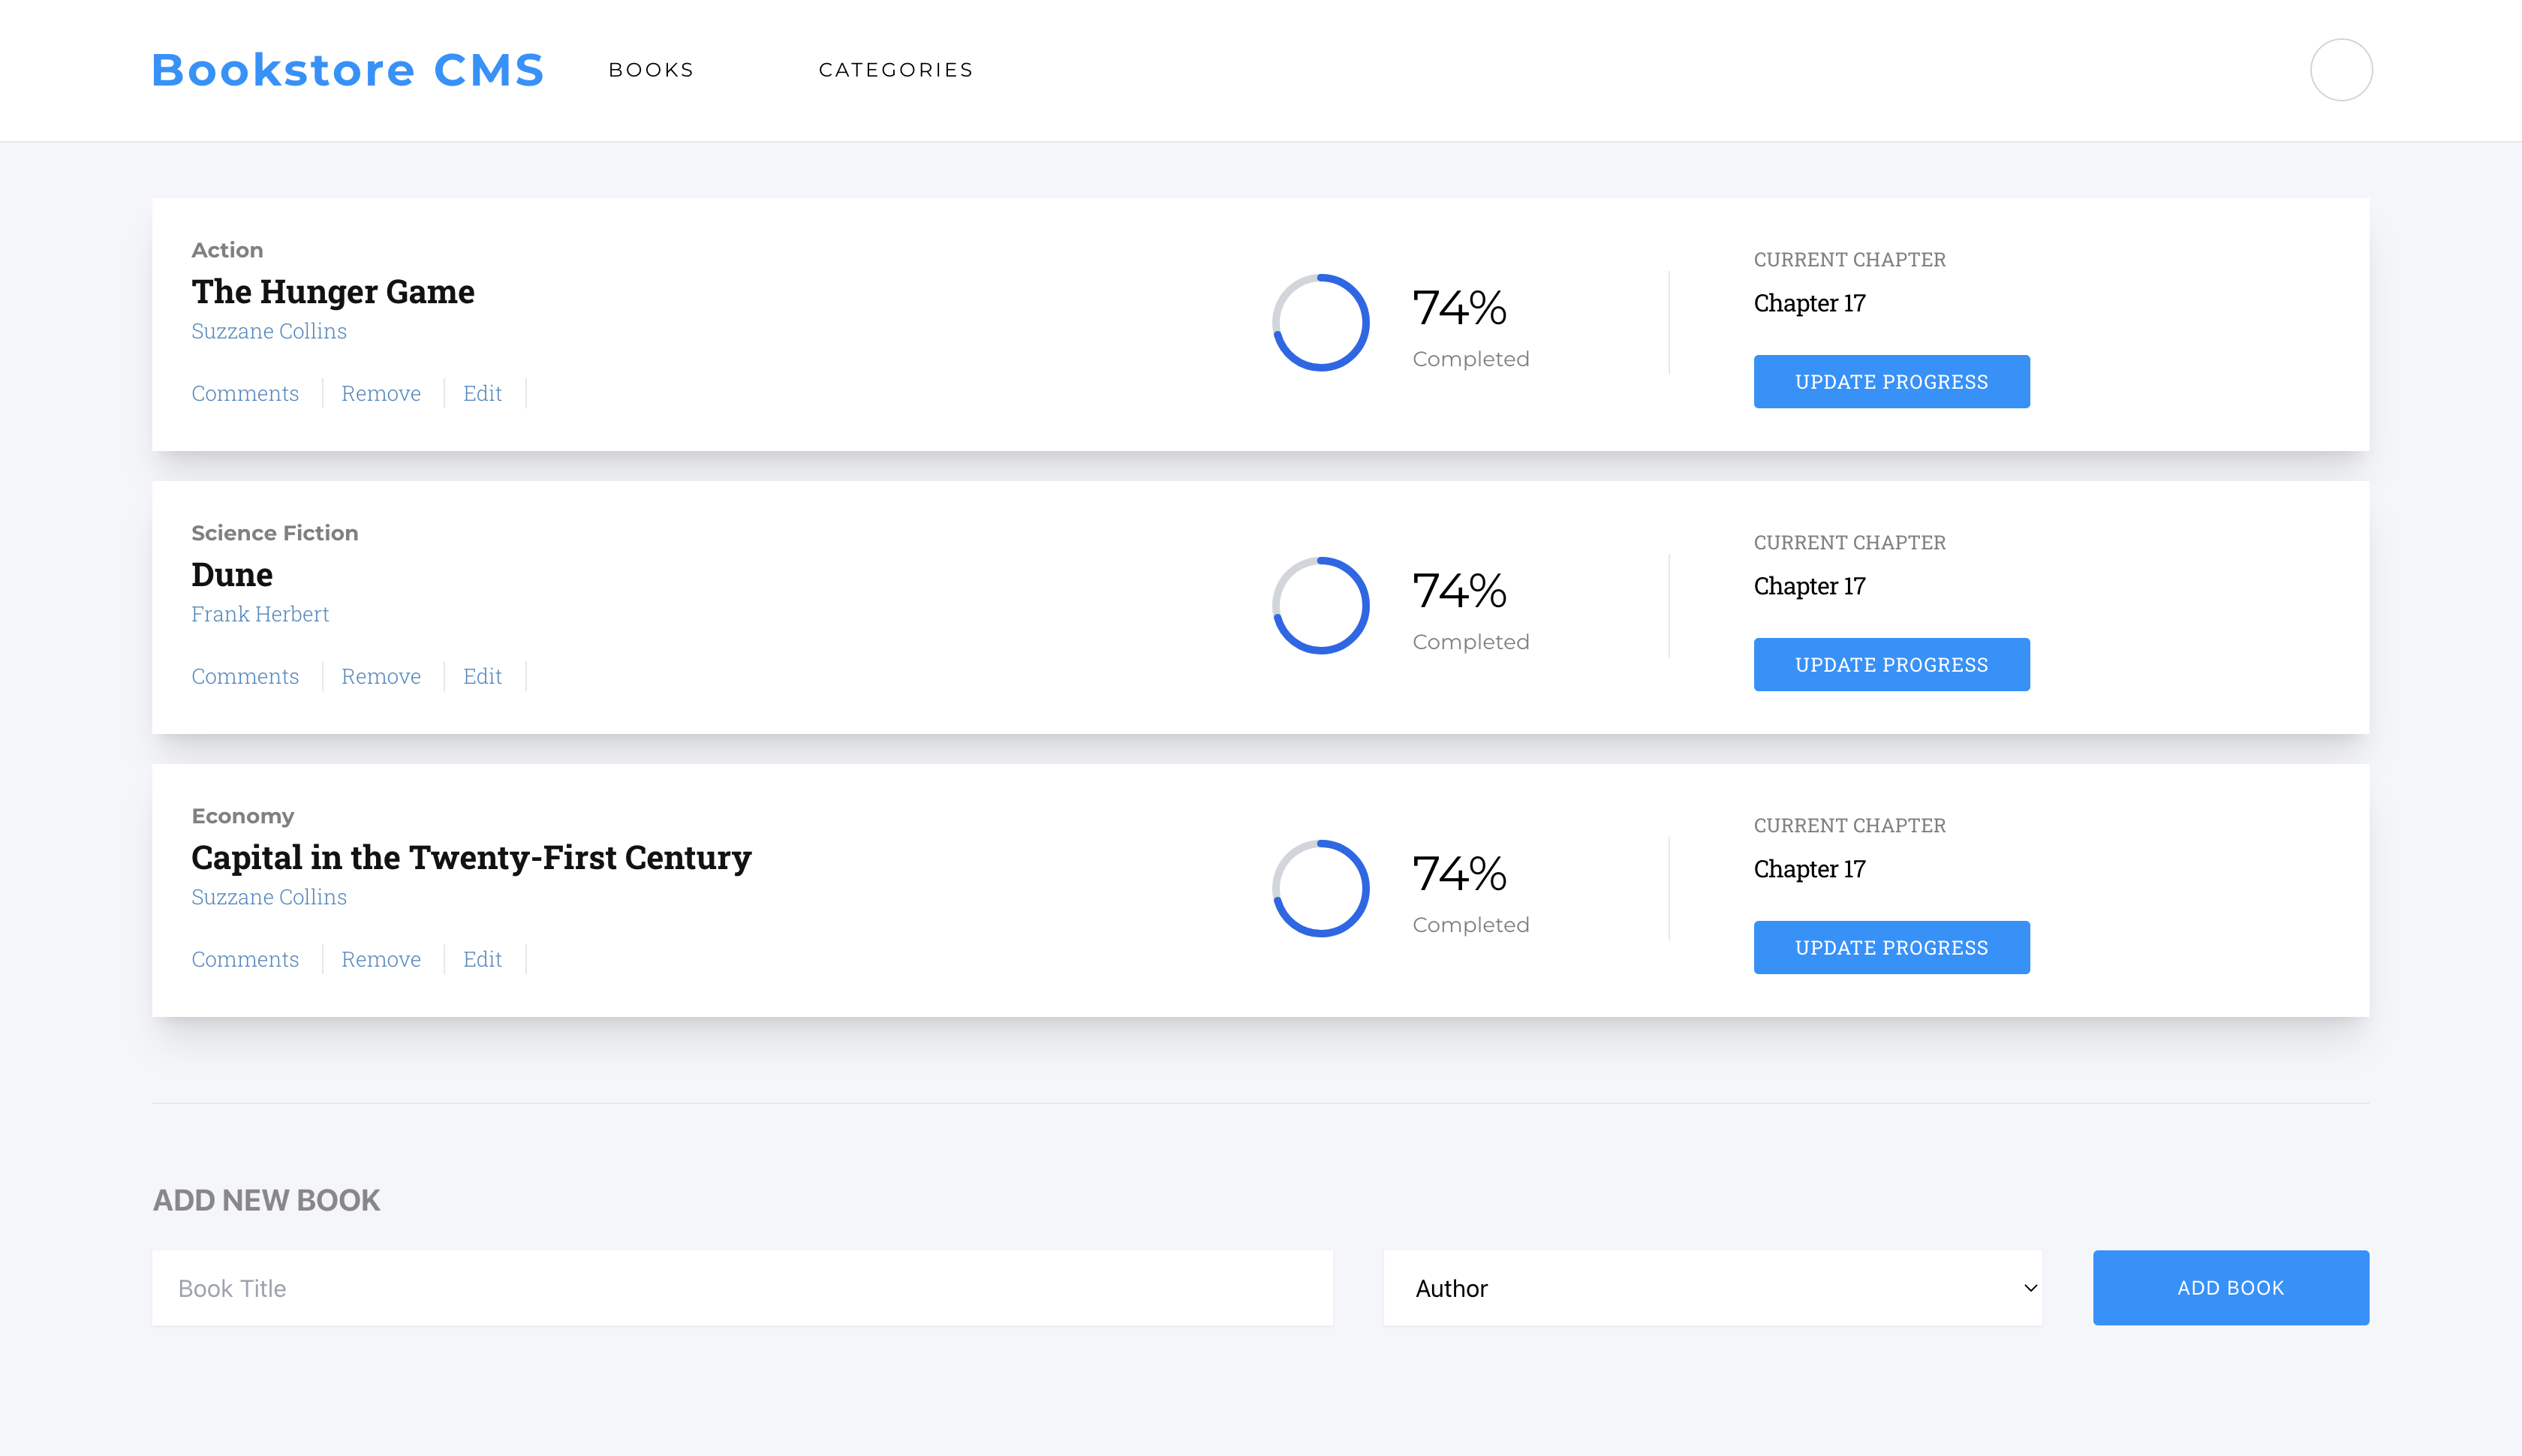 Bookstore CMS BOOKS CATEGORIES
Action
The Hunger Game
Suzzane Collins
Comments Remove Edit
74%
Completed
CURRENT CHAPTER
Chapter 17
UPDATE PROGRESS
Science Fiction
Dune
Frank Herbert
Comments Remove Edit
74%
Completed
CURRENT CHAPTER
Chapter 17
UPDATE PROGRESS
Economy
Capital in the Twenty-First Century
Suzzane Collins
Comments Remove Edit
74%
Completed
CURRENT CHAPTER
Chapter 17
UPDATE PROGRESS
ADD NEW BOOK
Book Title Author ADD BOOK